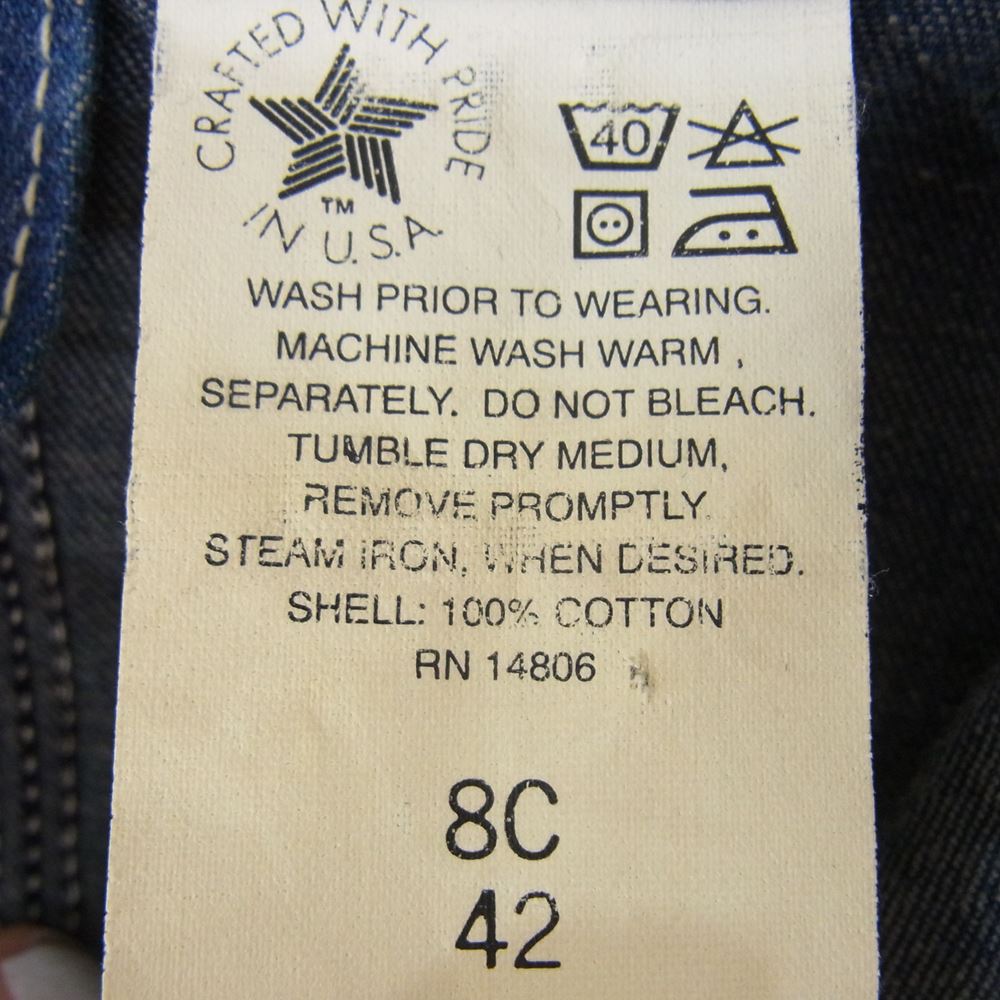 CRAFTED WITH PRIDE
TM
IN U.S.A.
40
WASH PRIOR TO WEARING.
MACHINE WASH WARM ,
SEPARATELY. DO NOT BLEACH.
TUMBLE DRY MEDIUM,
REMOVE PROMPTLY.
STEAM IRON, WHEN DESIRED.
SHELL: 100% COTTON
RN 14806
8C
42